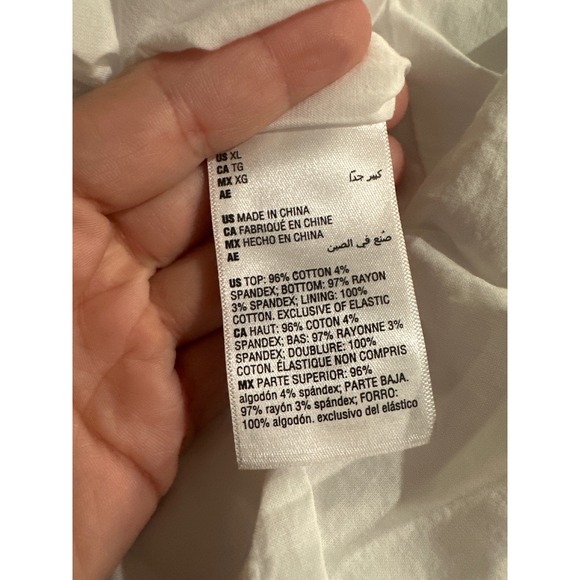 US XL
CA TG
MX XG كبير جدًا
AE
US MADE IN CHINA
CA FABRIQUÉ EN CHINE
MX HECHO EN CHINA
AE صُنع في الصين
US TOP: 96% COTTON 4%
SPANDEX; BOTTOM: 97% RAYON
3% SPANDEX; LINING: 100%
COTTON. EXCLUSIVE OF ELASTIC
CA HAUT: 96% COTON 4%
SPANDEX; BAS: 97% RAYONNE 3%
SPANDEX; DOUBLURE: 100%
COTON. ÉLASTIQUE NON COMPRIS
MX PARTE SUPERIOR: 96%
algodón 4% spándex; PARTE BAJA.
97% rayón 3% spándex; FORRO:
100% algodón. exclusivo del elástico